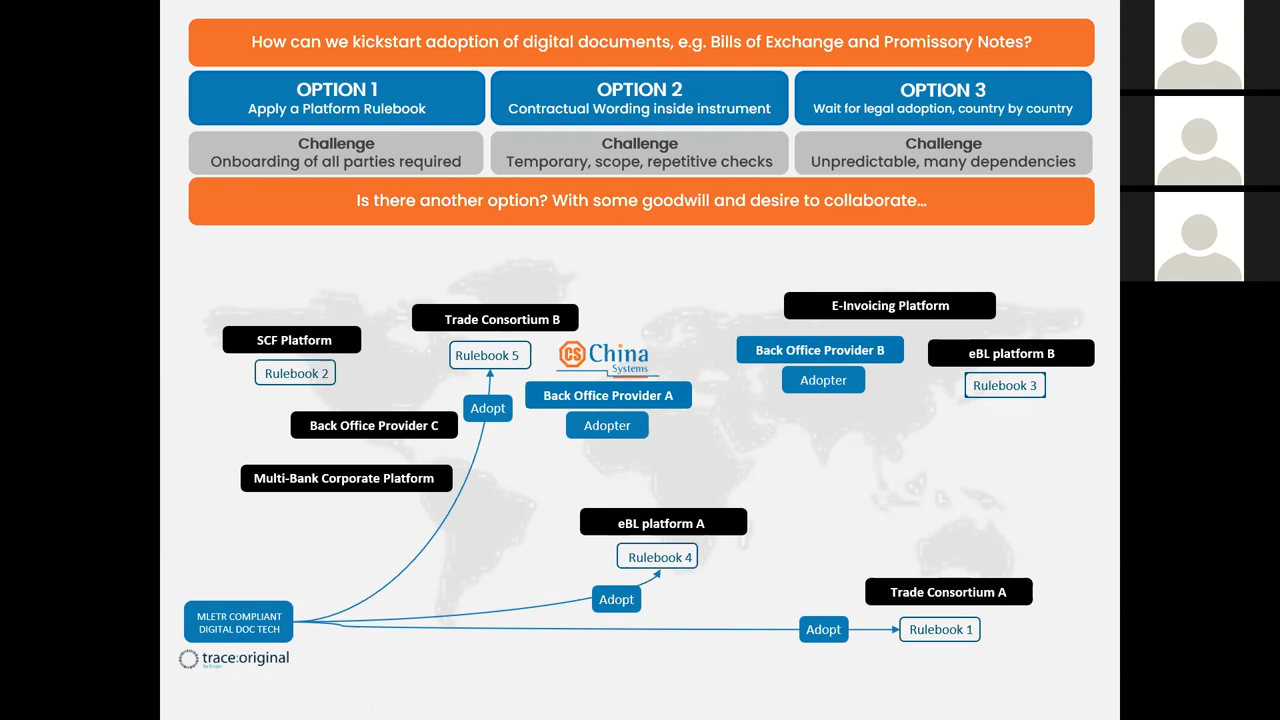 How can we kickstart adoption of digital documents, e.g. Bills of Exchange and Promissory Notes?
OPTION 1
Apply a Platform Rulebook
OPTION 2
Contractual Wording inside instrument
OPTION 3
Wait for legal adoption, country by country
Challenge
Onboarding of all parties required
Challenge
Temporary, scope, repetitive checks
Challenge
Unpredictable, many dependencies
Is there another option? With some goodwill and desire to collaborate...
E-Invoicing Platform
Trade Consortium B
SCF Platform
Rulebook 5
CS China
Systems
Back Office Provider B
eBL platform B
Rulebook 2
Adopter
Rulebook 3
Back Office Provider A
Adopt
Back Office Provider C
Adopter
Multi-Bank Corporate Platform
eBL platform A
Rulebook 4
Adopt
Trade Consortium A
MLETR COMPLIANT
DIGITAL DOC TECH
Adopt
Rulebook 1
trace:original